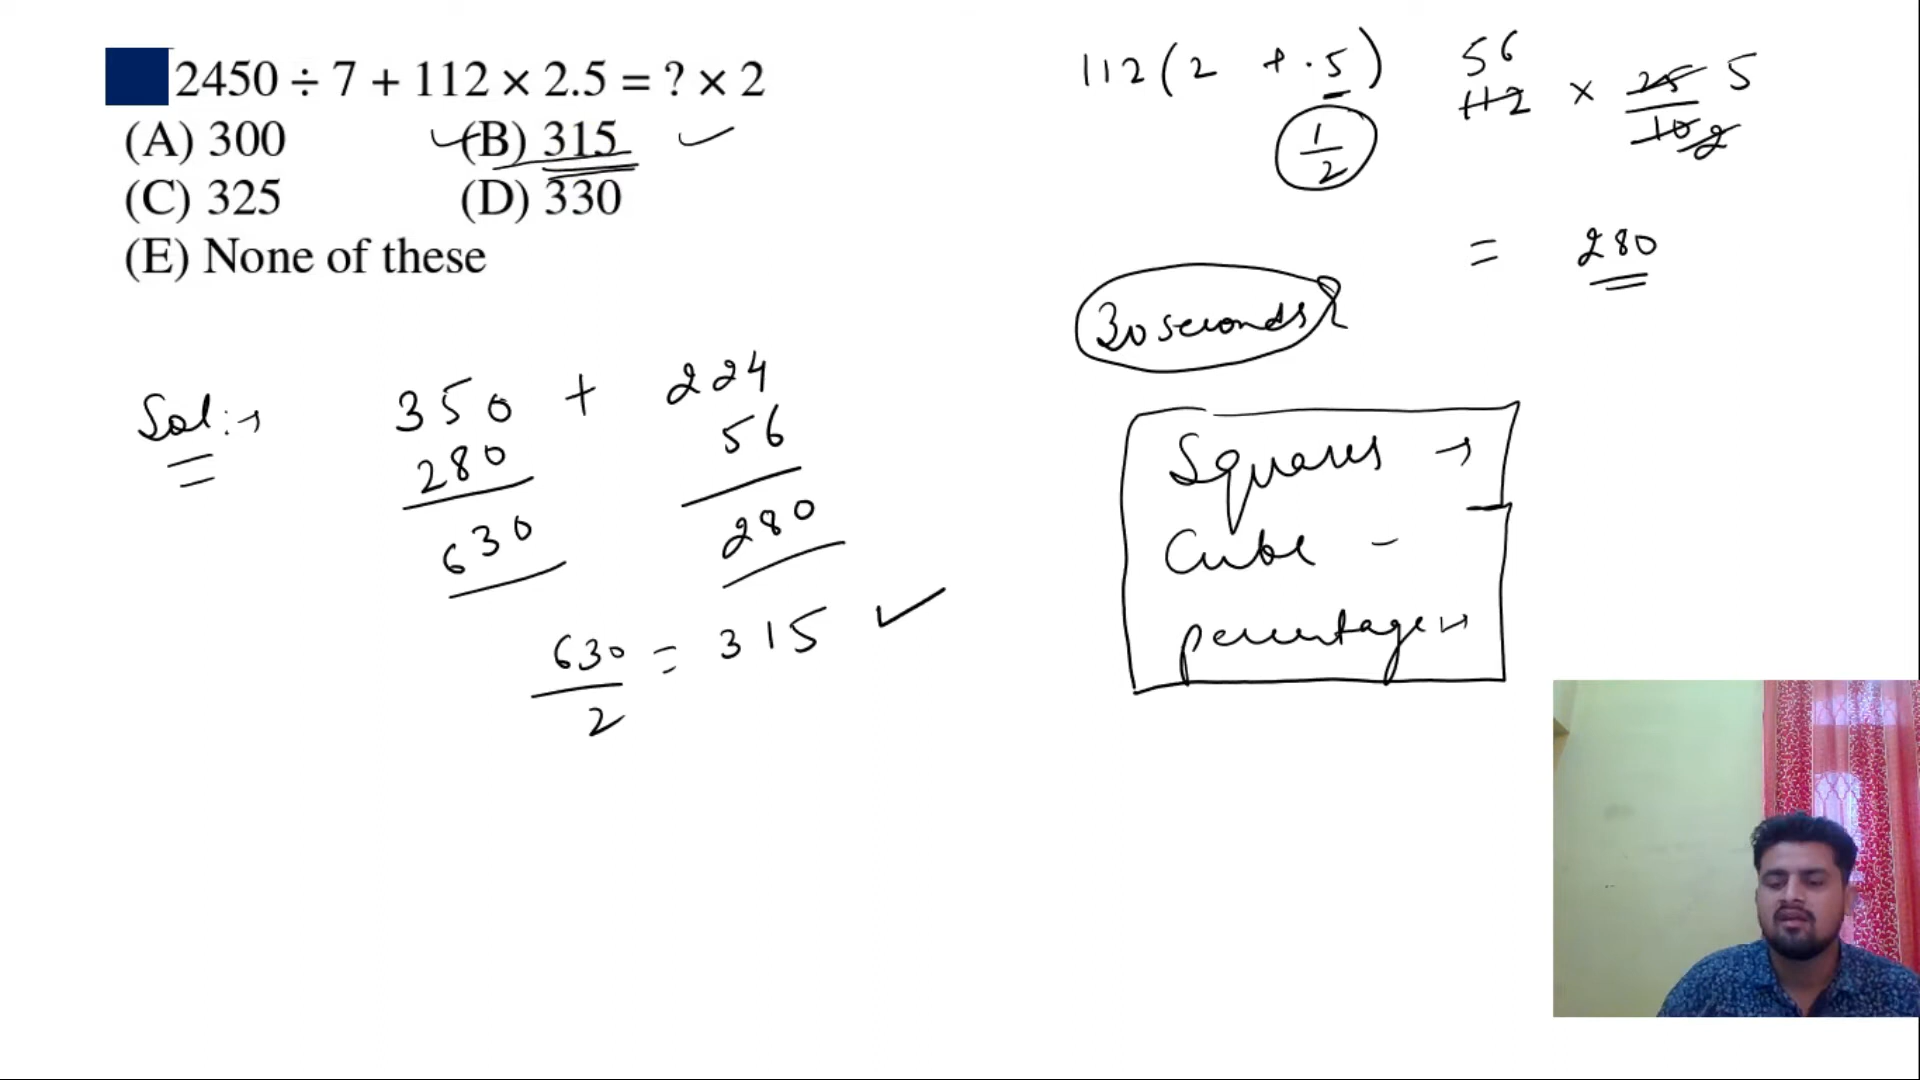 2450 ÷ 7 + 112 × 2.5 = ? × 2
(A) 300 (B) 315
(C) 325 (D) 330
(E) None of these
112(2 + .5)
1/2
56
112 × 25/10 5
2
= 280
30 seconds
Sol:→ 350 + 224
280 56
630 280
630/2 = 315
Squares →
Cube -
percentage →